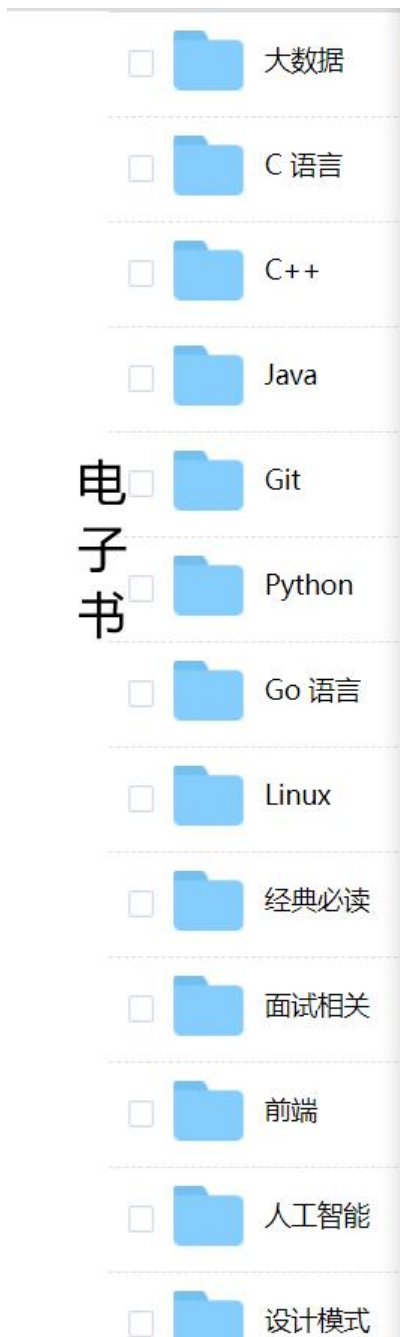 大数据
C 语言
C++
Java
Git
Python
Go 语言
Linux
经典必读
面试相关
前端
人工智能
设计模式
电子书